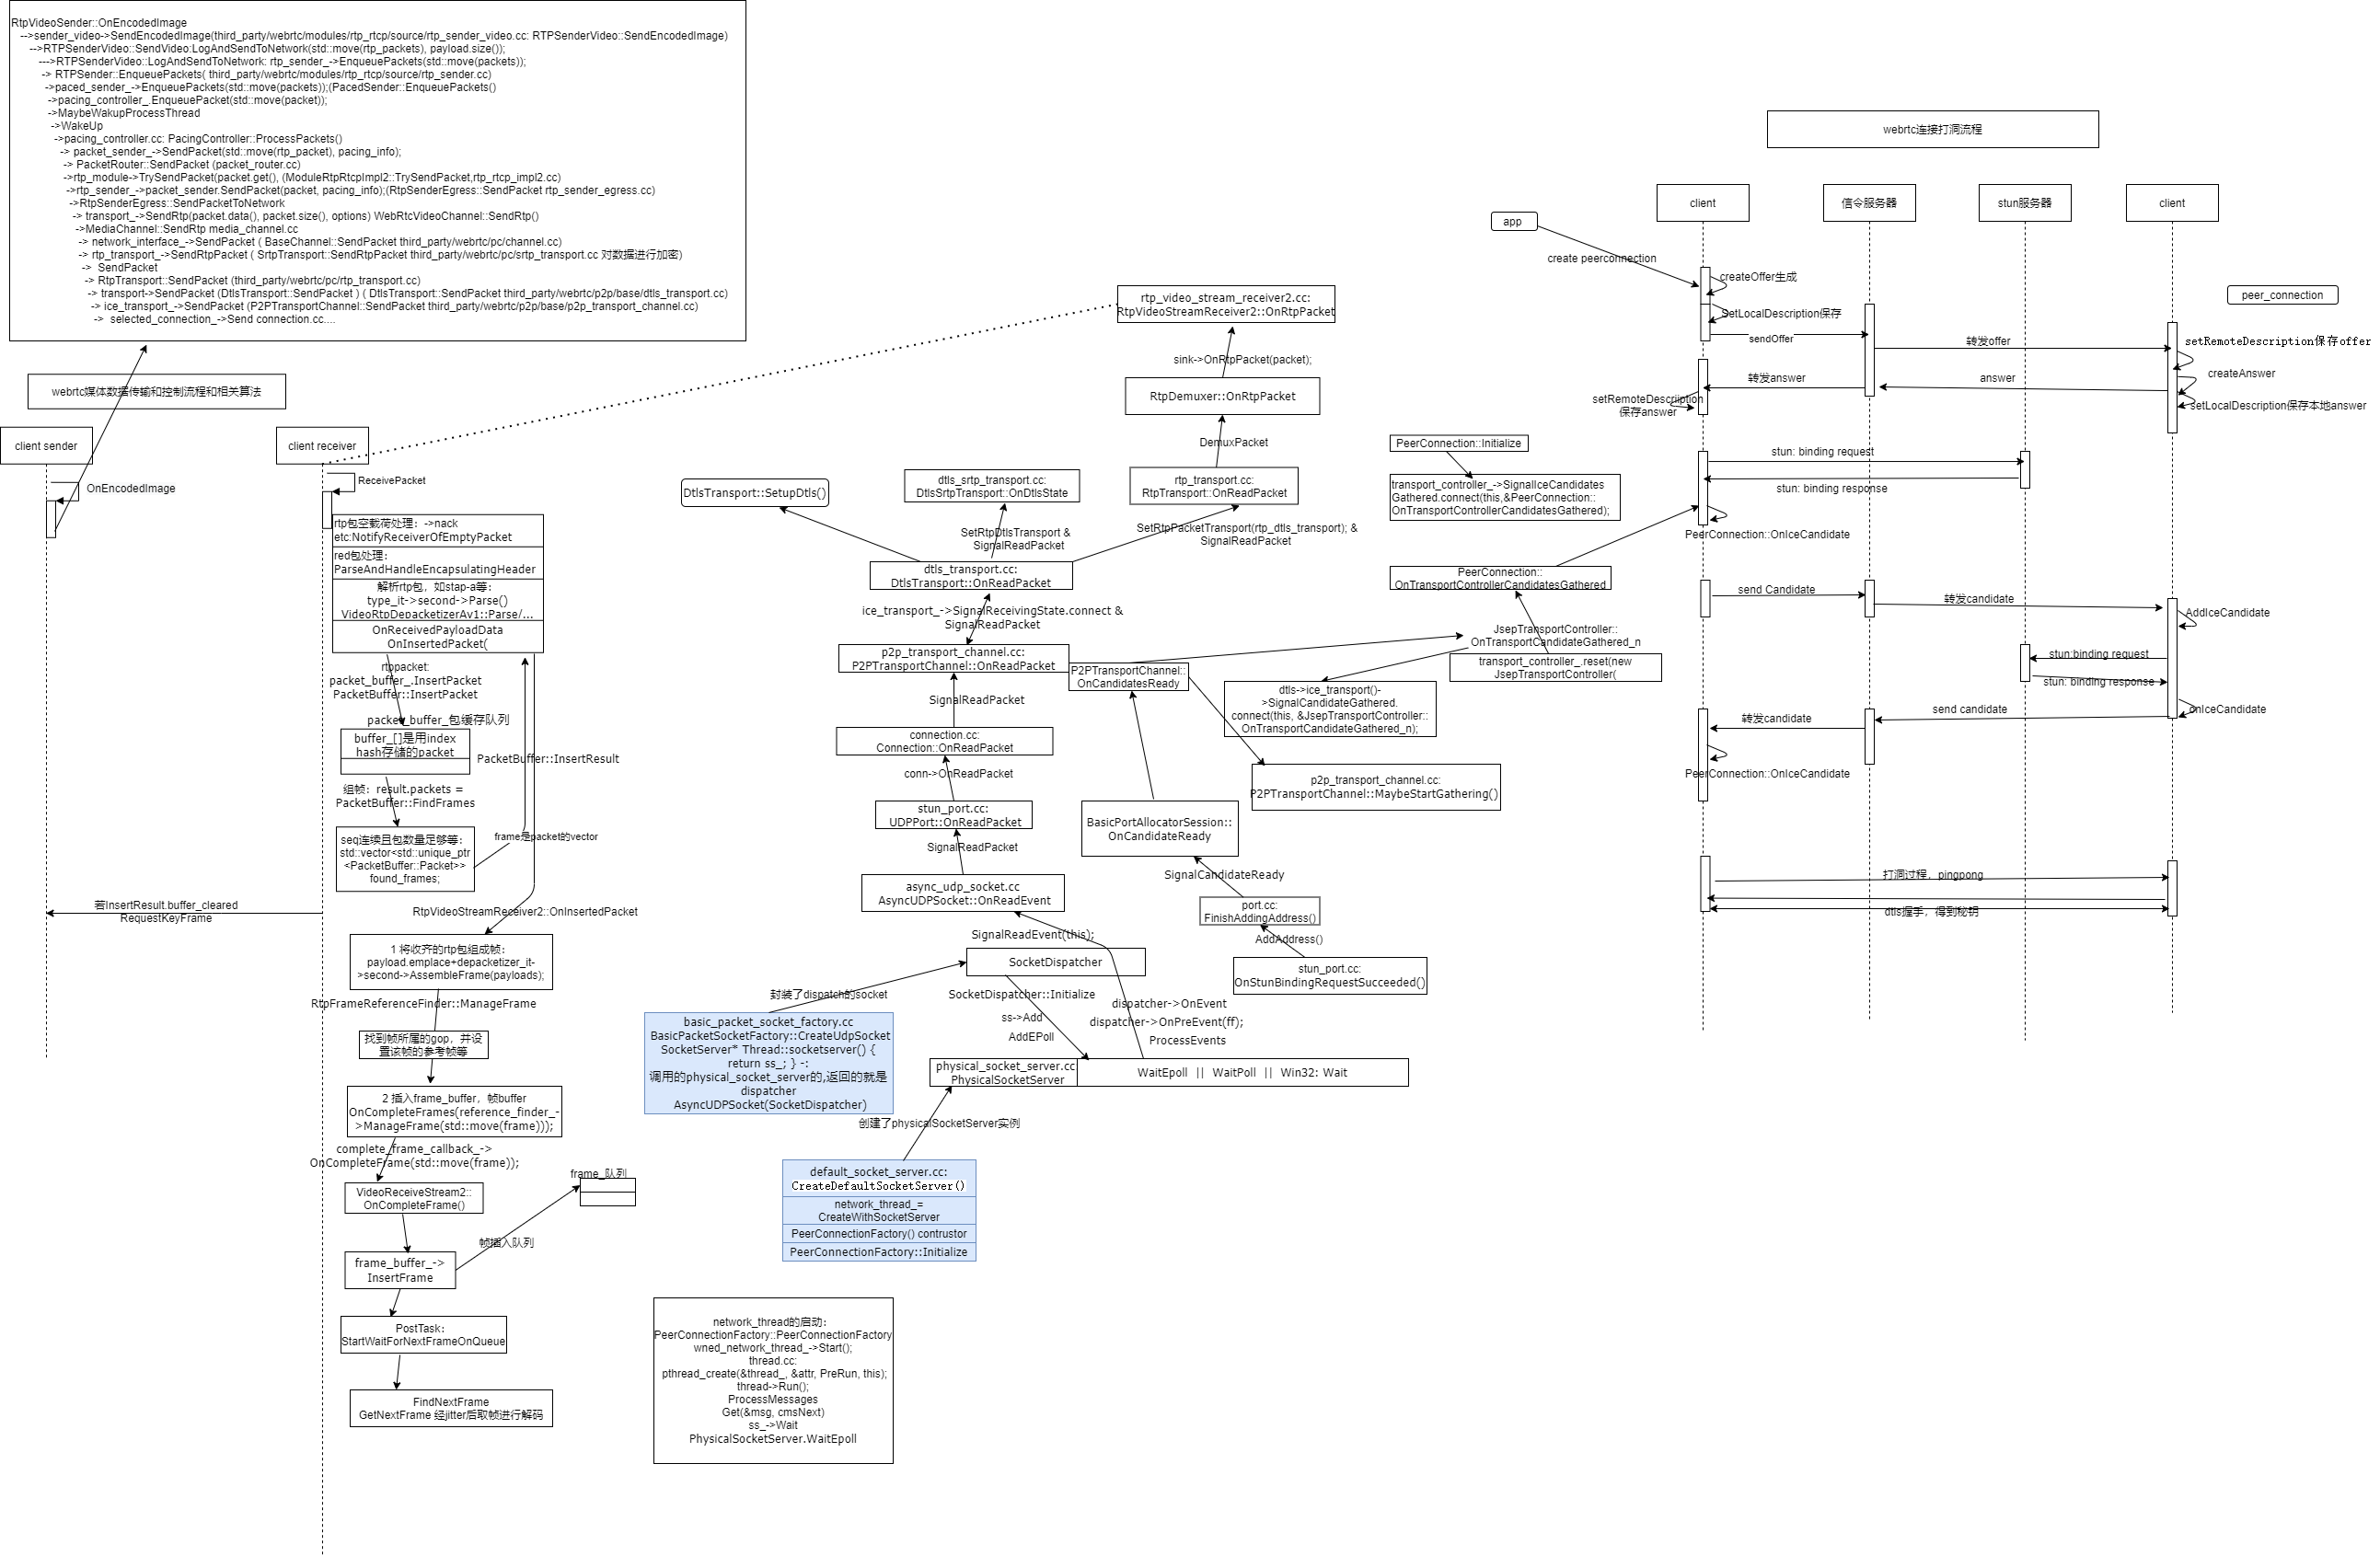 RtpVideoSender::OnEncodedImage
-->sender_video->SendEncodedImage(third_party/webrtc/modules/rtp_rtcp/source/rtp_sender_video.cc: RTPSenderVideo::SendEncodedImage)
-->RTPSenderVideo::SendVideo:LogAndSendToNetwork(std::move(rtp_packets), payload.size());
--->RTPSenderVideo::LogAndSendToNetwork: rtp_sender_->EnqueuePackets(std::move(packets));
-> RTPSender::EnqueuePackets( third_party/webrtc/modules/rtp_rtcp/source/rtp_sender.cc)
->paced_sender_->EnqueuePackets(std::move(packets));(PacedSender::EnqueuePackets()
->pacing_controller_.EnqueuePacket(std::move(packet));
->MaybeWakupProcessThread
->WakeUp
->pacing_controller.cc: PacingController::ProcessPackets()
-> packet_sender_->SendPacket(std::move(rtp_packet), pacing_info);
-> PacketRouter::SendPacket (packet_router.cc)
->rtp_module->TrySendPacket(packet.get(), (ModuleRtpRtcpImpl2::TrySendPacket,rtp_rtcp_impl2.cc)
->rtp_sender_->packet_sender.SendPacket(packet, pacing_info);(RtpSenderEgress::SendPacket rtp_sender_egress.cc)
->RtpSenderEgress::SendPacketToNetwork
-> transport_->SendRtp(packet.data(), packet.size(), options) WebRtcVideoChannel::SendRtp()
->MediaChannel::SendRtp media_channel.cc
-> network_interface_->SendPacket ( BaseChannel::SendPacket third_party/webrtc/pc/channel.cc)
-> rtp_transport_->SendRtpPacket ( SrtpTransport::SendRtpPacket third_party/webrtc/pc/srtp_transport.cc 对数据进行加密)
-> SendPacket
-> RtpTransport::SendPacket (third_party/webrtc/pc/rtp_transport.cc)
-> transport->SendPacket (DtlsTransport::SendPacket ) ( DtlsTransport::SendPacket third_party/webrtc/p2p/base/dtls_transport.cc)
-> ice_transport_->SendPacket (P2PTransportChannel::SendPacket third_party/webrtc/p2p/base/p2p_transport_channel.cc)
-> selected_connection_->Send connection.cc....
webrtc媒体数据传输和控制流程和相关算法
client sender
client receiver
OnEncodedImage
ReceivePacket
rtp包空载荷处理：->nack
etc:NotifyReceiverOfEmptyPacket
red包处理：
ParseAndHandleEncapsulatingHeader
解析rtp包，如stap-a等：
type_it->second->Parse()
VideoRtpDepacketizerAv1::Parse/...
OnReceivedPayloadData
OnInsertedPacket(
rtppacket:
packet_buffer_.InsertPacket
PacketBuffer::InsertPacket
packet_buffer_包缓存队列
buffer_[]是用index
hash存储的packet
PacketBuffer::InsertResult
组帧：result.packets =
PacketBuffer::FindFrames
seq连续且包数量足够等：
std::vector<std::unique_ptr
<PacketBuffer::Packet>>
found_frames;
frame是packet的vector
若InsertResult.buffer_cleared
RequestKeyFrame
RtpVideoStreamReceiver2::OnInsertedPacket
1 将收齐的rtp包组成帧：
payload.emplace+depacketizer_it-
>second->AssembleFrame(payloads);
RtpFrameReferenceFinder::ManageFrame
找到帧所属的gop，并设
置该帧的参考帧等
2 插入frame_buffer，帧buffer
OnCompleteFrames(reference_finder_-
>ManageFrame(std::move(frame)));
complete_frame_callback_->
OnCompleteFrame(std::move(frame));
VideoReceiveStream2::
OnCompleteFrame()
frame_队列
帧插入队列
frame_buffer_->
InsertFrame
PostTask：
StartWaitForNextFrameOnQueue
FindNextFrame
GetNextFrame 经jitter后取帧进行解码
rtp_video_stream_receiver2.cc:
RtpVideoStreamReceiver2::OnRtpPacket
sink->OnRtpPacket(packet);
RtpDemuxer::OnRtpPacket
DemuxPacket
DtlsTransport::SetupDtls()
dtls_srtp_transport.cc:
DtlsSrtpTransport::OnDtlsState
rtp_transport.cc:
RtpTransport::OnReadPacket
SetRtpDtlsTransport &
SignalReadPacket
SetRtpPacketTransport(rtp_dtls_transport); &
SignalReadPacket
dtls_transport.cc:
DtlsTransport::OnReadPacket
ice_transport_->SignalReceivingState.connect &
SignalReadPacket
p2p_transport_channel.cc:
P2PTransportChannel::OnReadPacket
P2PTransportChannel::
OnCandidatesReady
SignalReadPacket
connection.cc:
Connection::OnReadPacket
conn->OnReadPacket
stun_port.cc:
UDPPort::OnReadPacket
SignalReadPacket
async_udp_socket.cc
AsyncUDPSocket::OnReadEvent
SignalReadEvent(this);
SocketDispatcher
封装了dispatch的socket
SocketDispatcher::Initialize
ss->Add
AddEPoll
dispatcher->OnEvent
dispatcher->OnPreEvent(ff);
ProcessEvents
basic_packet_socket_factory.cc
BasicPacketSocketFactory::CreateUdpSocket
SocketServer* Thread::socketserver() {
return ss_; } -:
调用的physical_socket_server的,返回的就是
dispatcher
AsyncUDPSocket(SocketDispatcher)
physical_socket_server.cc:
PhysicalSocketServer
WaitEpoll || WaitPoll || Win32: Wait
创建了physicalSocketServer实例
default_socket_server.cc:
CreateDefaultSocketServer()
network_thread_=
CreateWithSocketServer
PeerConnectionFactory() contrustor
PeerConnectionFactory::Initialize
network_thread的启动：
PeerConnectionFactory::PeerConnectionFactory
wned_network_thread_->Start();
thread.cc:
pthread_create(&thread_, &attr, PreRun, this);
thread->Run();
ProcessMessages
Get(&msg, cmsNext)
ss_->Wait
PhysicalSocketServer.WaitEpoll
BasicPortAllocatorSession::
OnCandidateReady
SignalCandidateReady
port.cc:
FinishAddingAddress()
AddAddress()
stun_port.cc:
OnStunBindingRequestSucceeded()
PeerConnection::Initialize
transport_controller_->SignalIceCandidates
Gathered.connect(this,&PeerConnection::
OnTransportControllerCandidatesGathered);
PeerConnection::
OnTransportControllerCandidatesGathered
JsepTransportController::
OnTransportCandidateGathered_n
transport_controller_.reset(new
JsepTransportController(
dtls->ice_transport()-
>SignalCandidateGathered.
connect(this, &JsepTransportController::
OnTransportCandidateGathered_n);
p2p_transport_channel.cc:
P2PTransportChannel::MaybeStartGathering()
webrtc连接打洞流程
client
信令服务器
stun服务器
client
app
create peerconnection
createOffer生成
SetLocalDescription保存
sendOffer
转发offer
peer_connection
setRemoteDescription保存offer
createAnswer
answer
转发answer
setLocalDescription保存本地answer
setRemoteDescriiption
保存answer
stun: binding request
stun: binding response
PeerConnection::OnIceCandidate
send Candidate
转发candidate
AddIceCandidate
stun:binding request
stun: binding response
onIceCandidate
send candidate
转发candidate
PeerConnection::OnIceCandidate
打洞过程，pingpong
dtls握手，得到秘钥